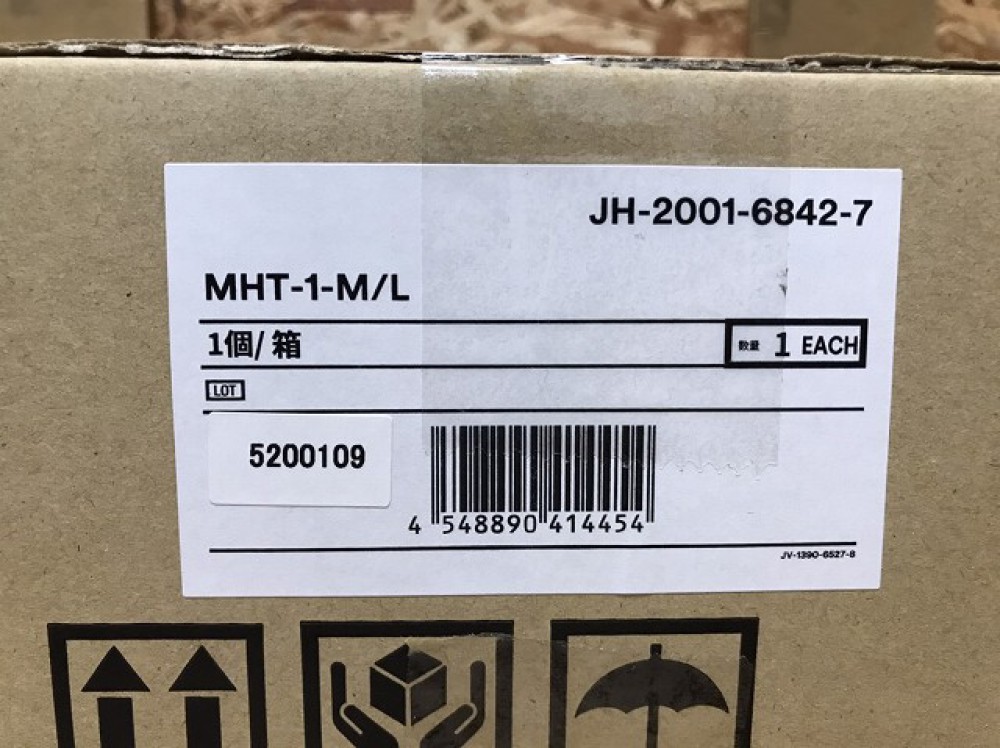 JH-2001-6842-7
MHT-1-M/L
1個/箱
数量 1 EACH
LOT
5200109
4 548890 414454
JV-1390-6527-8